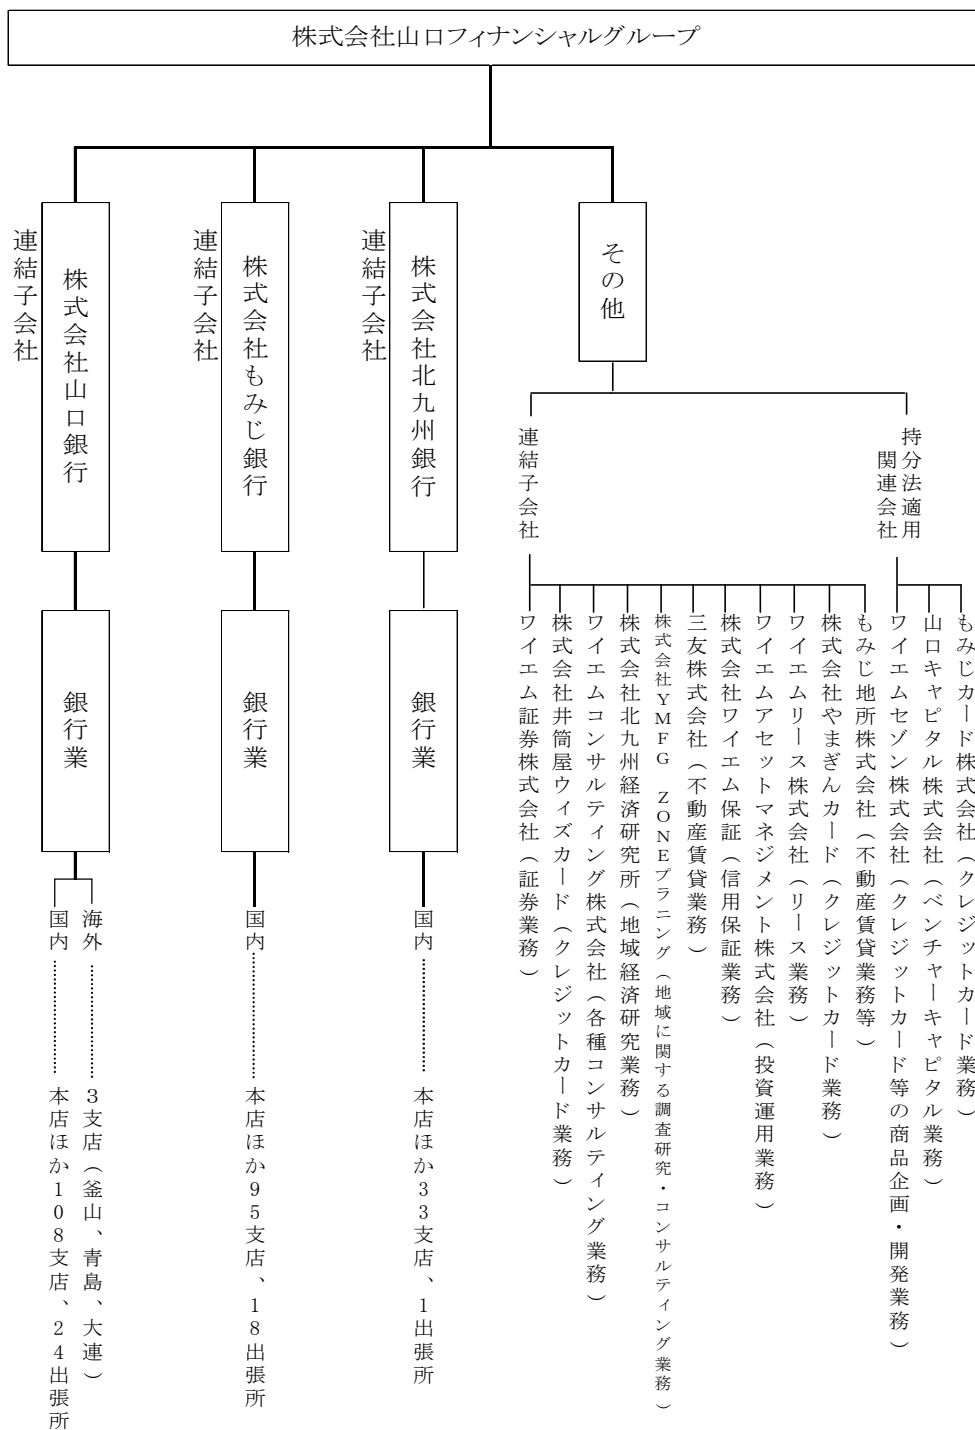 株式会社山口フィナンシャルグループ
連結子会社
株式会社山口銀行
銀行業
国内
本店ほか108支店、24出張所
海外
3支店(釜山、青島、大連)
連結子会社
株式会社もみじ銀行
銀行業
国内
本店ほか95支店、18出張所
連結子会社
株式会社北九州銀行
銀行業
国内
本店ほか33支店、1出張所
その他
連結子会社
ワイエム証券株式会社(証券業務)
株式会社井筒屋ウィズカード(クレジットカード業務)
ワイエムコンサルティング株式会社(各種コンサルティング業務)
株式会社北九州経済研究所(地域経済研究業務)
株式会社YMFG ZONEプラニング(地域に関する調査研究・コンサルティング業務)
三友株式会社(不動産賃貸業務)
株式会社ワイエム保証(信用保証業務)
ワイエムアセットマネジメント株式会社(投資運用業務)
ワイエムリース株式会社(リース業務)
株式会社やまぎんカード(クレジットカード業務)
もみじ地所株式会社(不動産賃貸業務等)
持分法適用
関連会社
ワイエムセゾン株式会社(クレジットカード等の商品企画・開発業務)
山口キャピタル株式会社(ベンチャーキャピタル業務)
もみじカード株式会社(クレジットカード業務)